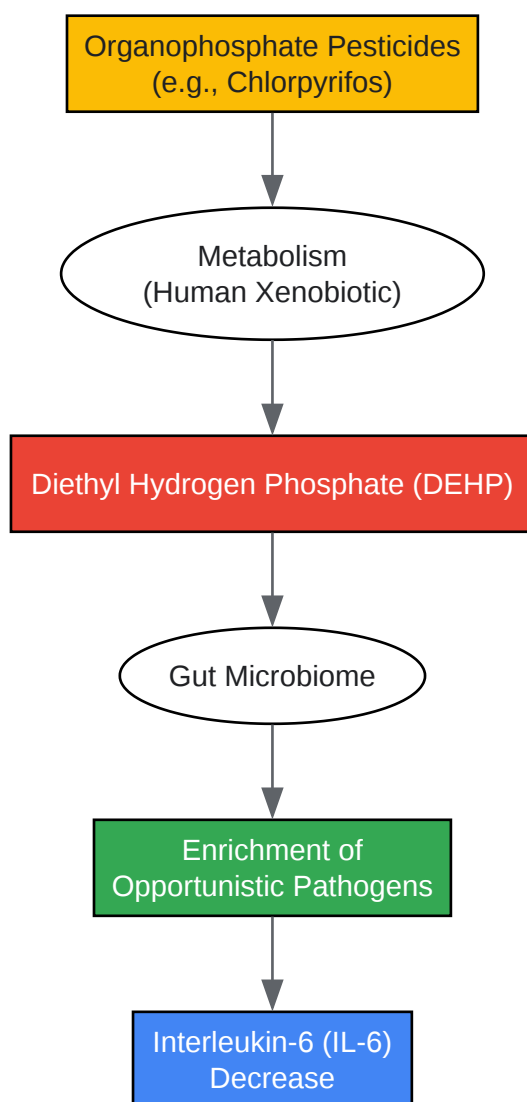 Organophosphate Pesticides
(e.g., Chlorpyrifos)
Metabolism
(Human Xenobiotic)
Diethyl Hydrogen Phosphate (DEHP)
Gut Microbiome
Enrichment of
Opportunistic Pathogens
Interleukin-6 (IL-6)
Decrease